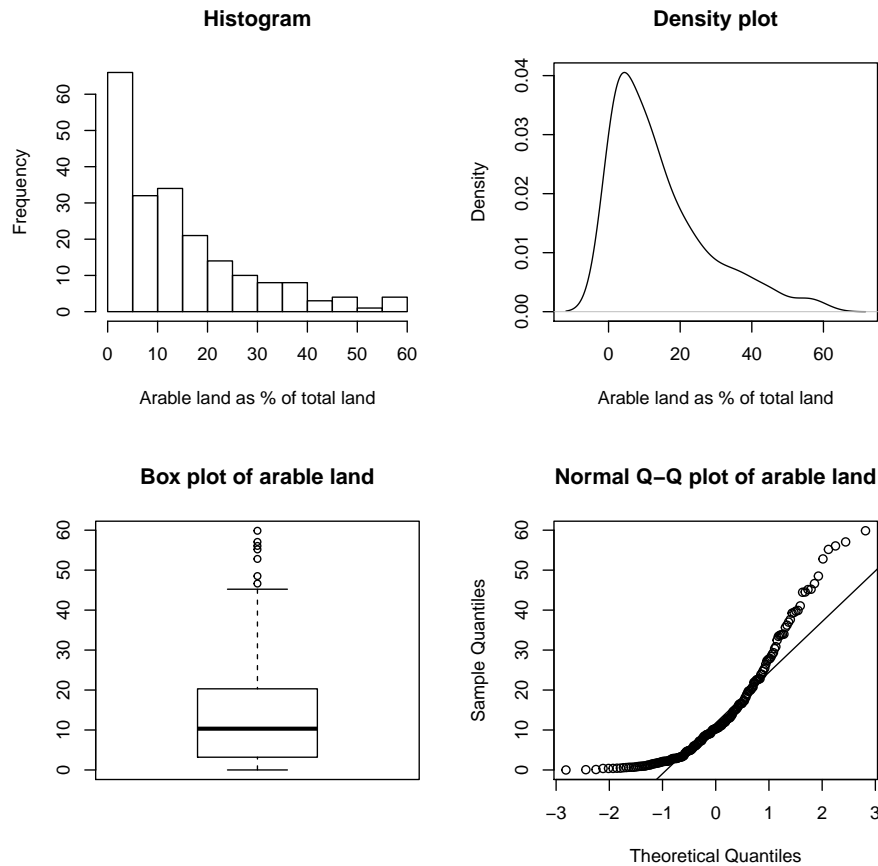 Histogram
Frequency
0 10 20 30 40 50 60
0 10 20 30 40 50 60
Arable land as % of total land
Density plot
Density
0.00 0.01 0.02 0.03 0.04
0 20 40 60
Arable land as % of total land
Box plot of arable land
0 10 20 30 40 50 60
Normal Q−Q plot of arable land
Sample Quantiles
0 10 20 30 40 50 60
−3 −2 −1 0 1 2 3
Theoretical Quantiles